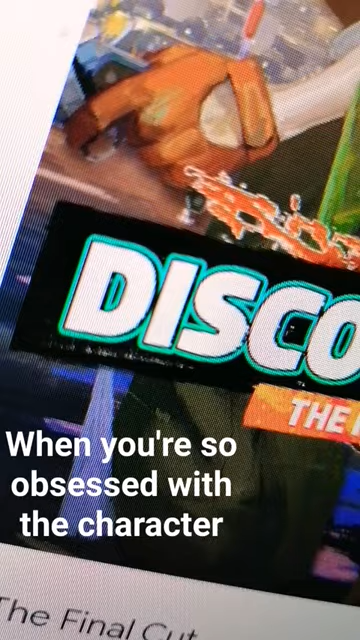 DISCO
THE
When you're so
obsessed with
the character
The Final Cut